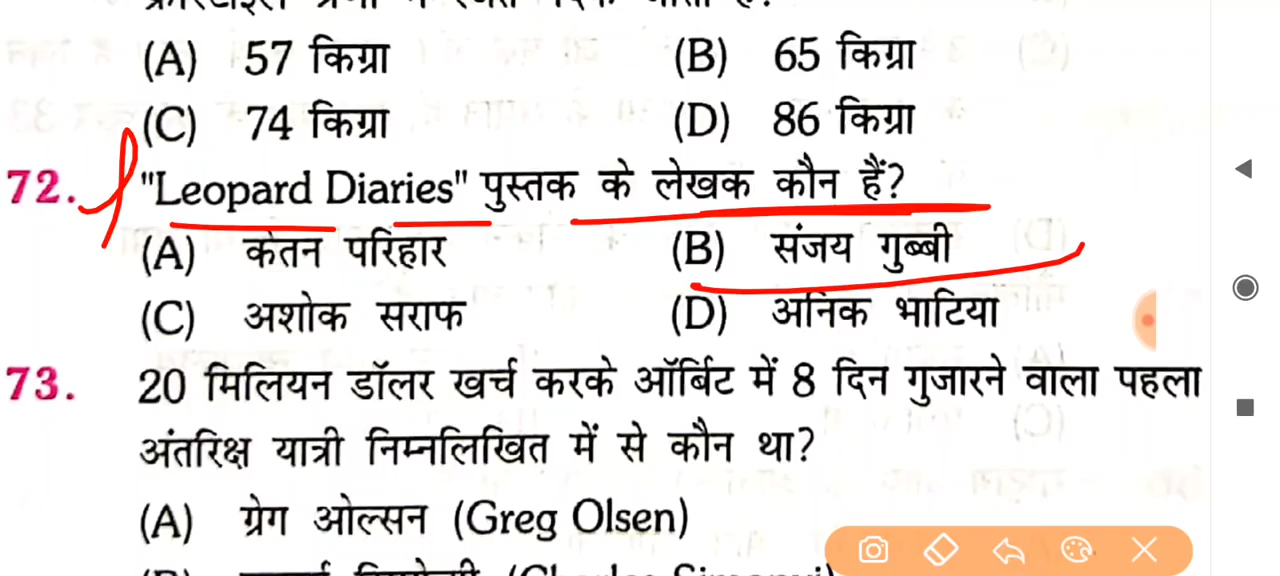 (A) 57 किग्रा (B) 65 किग्रा
(C) 74 किग्रा (D) 86 किग्रा
72. "Leopard Diaries" पुस्तक के लेखक कौन हैं?
(A) केतन परिहार (B) संजय गुब्बी
(C) अशोक सराफ (D) अनिक भाटिया
73. 20 मिलियन डॉलर खर्च करके ऑर्बिट में 8 दिन गुजारने वाला पहला
अंतरिक्ष यात्री निम्नलिखित में से कौन था?
(A) ग्रेग ओल्सन (Greg Olsen)